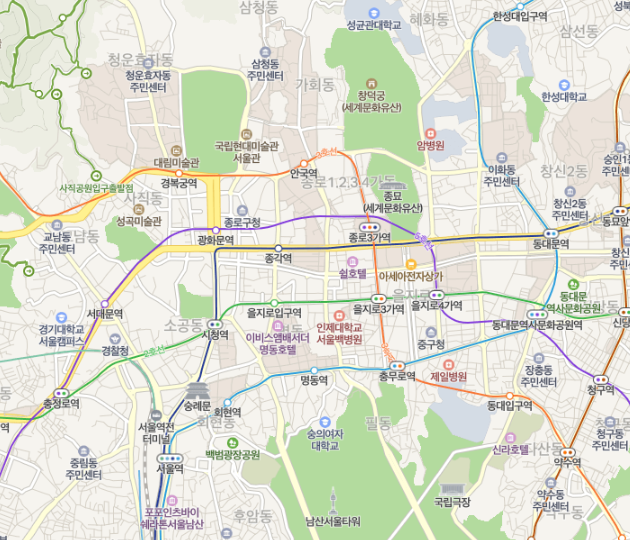 삼청동
성균관대학교
혜화동
한성대입구역
삼선동
청운효자동
청운효자동
주민센터
삼청동
주민센터
가회동
창덕궁
(세계문화유산)
한성대학교
국립현대미술관
서울관
대림미술관
암병원
3호선
안국역
사직공원입구출발점
경복궁역
사직동
종로1,2,3,4가동
이화동
주민센터
창신2동
종묘
(세계문화유산)
창신2동
주민센터
성곡미술관
종로구청
교남동
주민센터
광화문역
종로3가역
5호선
동대문역
종각역
쉼호텔
아세아전자상가
서대문역
을지로입구역
을지로3가역
을지로4가역
동대문
역사문화공원
소공동
시청역
경기대학교
서울캠퍼스
경찰청
2호선
이비스앰배서더
명동호텔
인제대학교
서울백병원
중구청
동대문역사문화공원역
신당
장충동
주민센터
명동역
충무로역
제일병원
청구역
충정로역
숭례문
회현역
회현동
동대입구역
서울역전
터미널
숭의여자
대학교
필동
청구동
주민센터
백범광장공원
신라호텔
중림동
주민센터
서울역
약수역
국립극장
약수동
주민센터
포포인츠바이
쉐라톤서울남산
후암동
남산서울타워